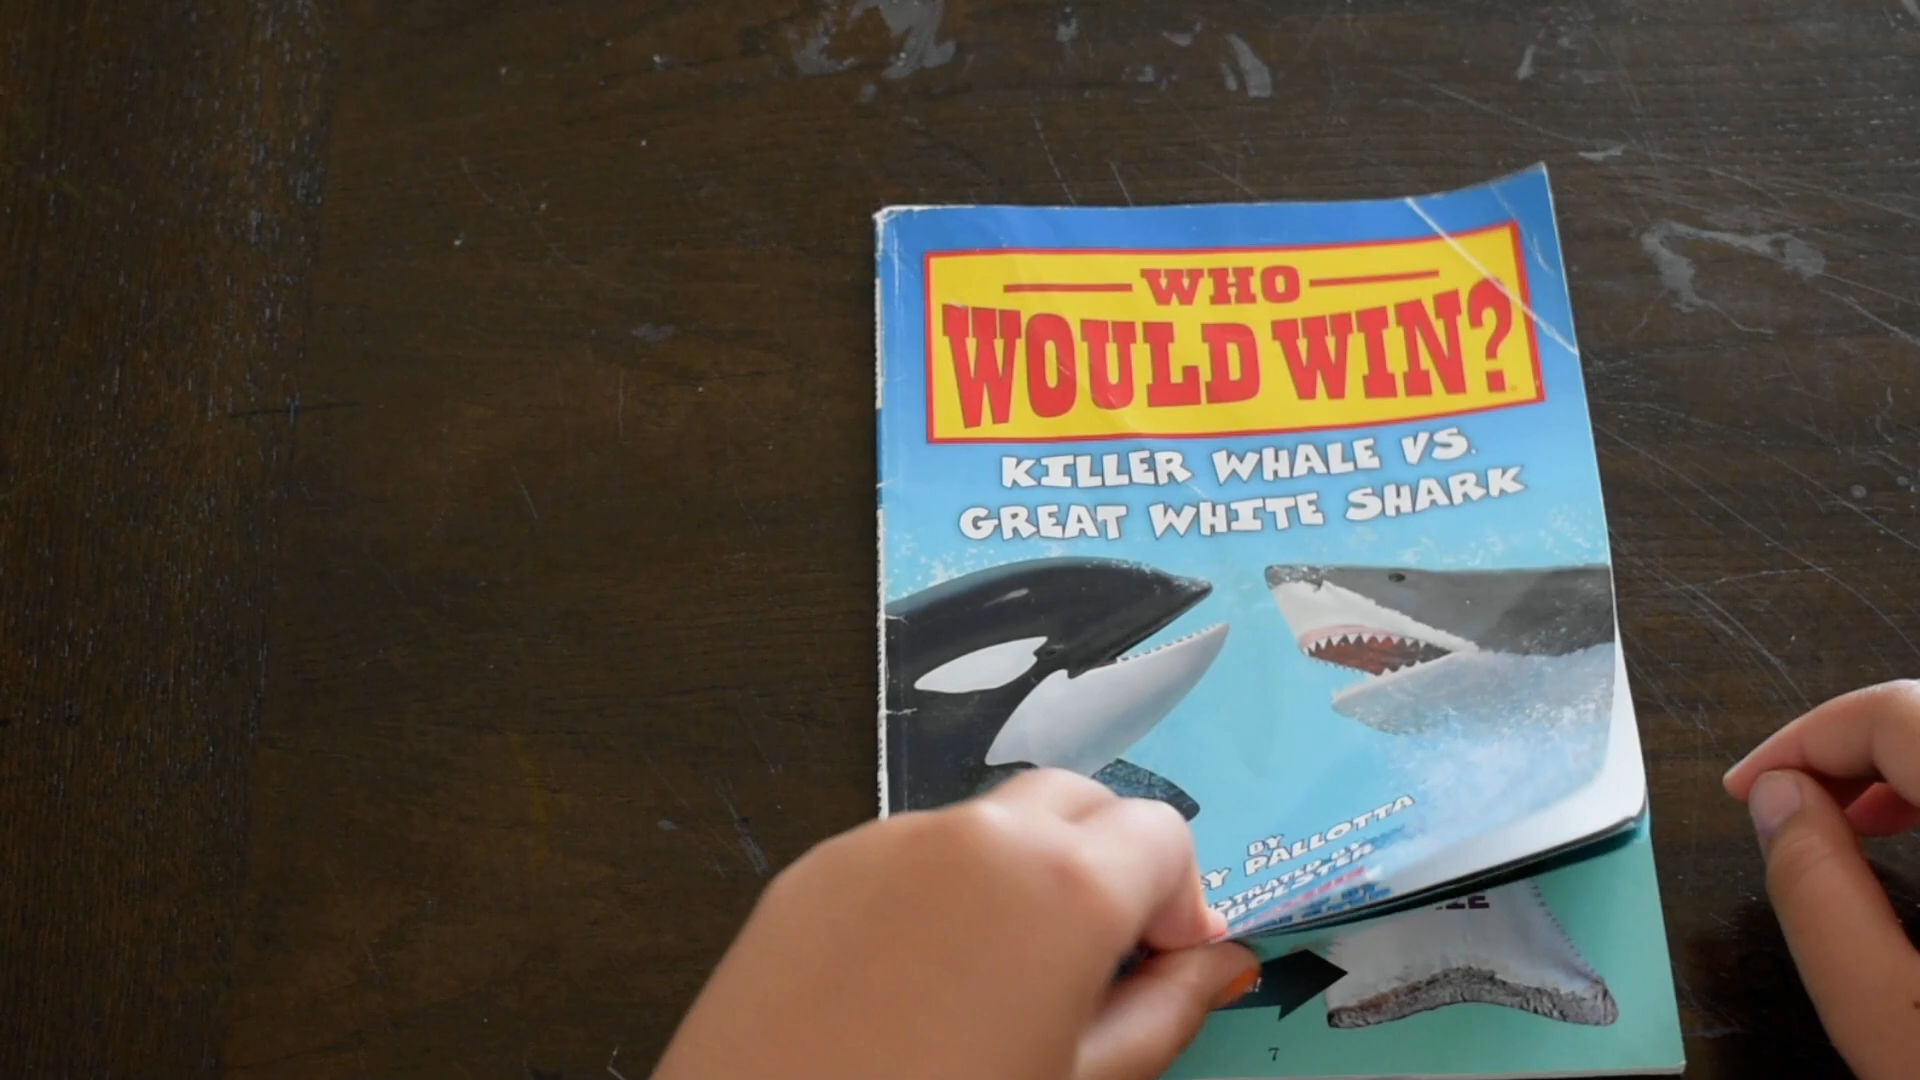 WHO
WOULD WIN?
KILLER WHALE VS.
GREAT WHITE SHARK
BY
Y PALLOTTA
7